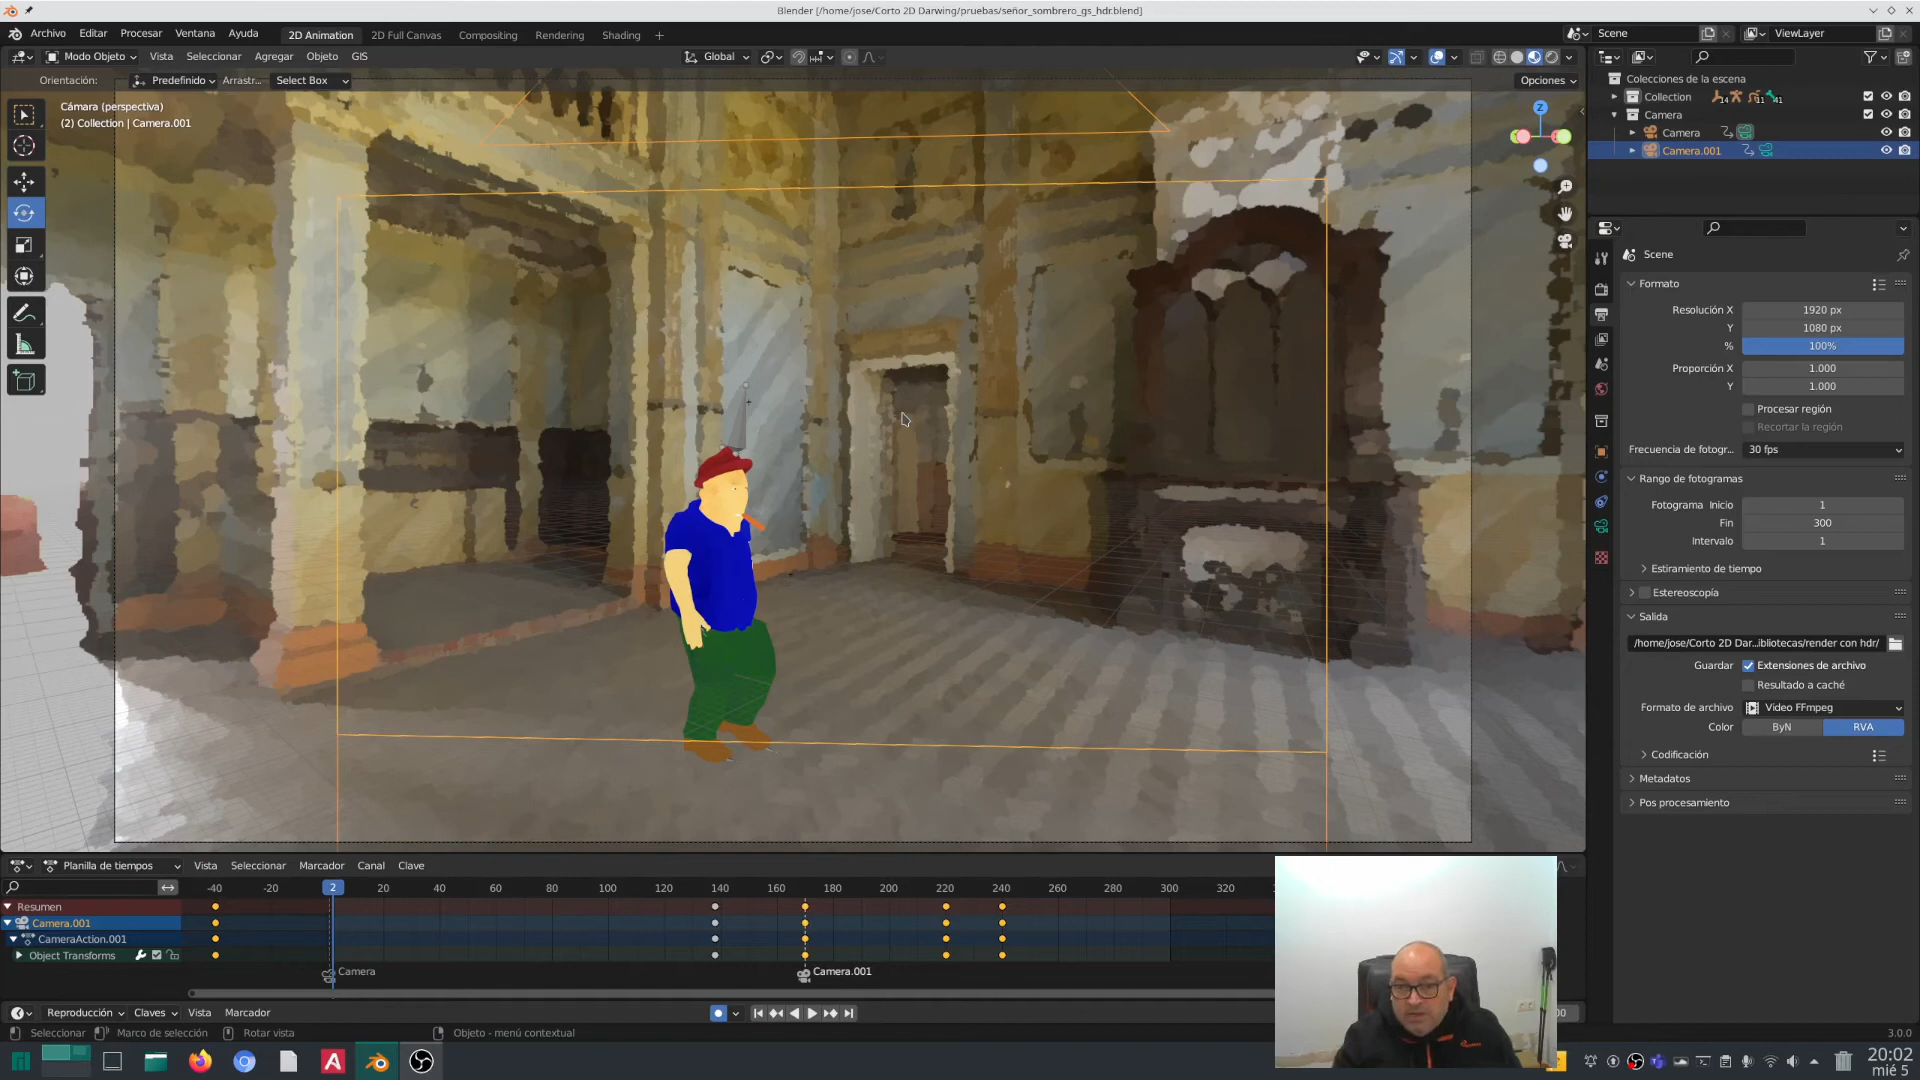 Blender [/home/jose/Corto 2D Darwing/pruebas/señor_sombrero_gs_hdr.blend]
Archivo Editar Procesar Ventana Ayuda 2D Animation 2D Full Canvas Compositing Rendering Shading
Scene ViewLayer
Modo Objeto Vista Seleccionar Agregar Objeto GIS Global
Orientación: Predefinido Arrastr... Select Box Opciones
Cámara (perspectiva)
(2) Collection | Camera.001
Z
Colecciones de la escena
Collection 14 11 41
Camera
Camera
Camera.001
Scene
Formato
Resolución X 1920 px
Y 1080 px
% 100%
Proporción X 1.000
Y 1.000
Procesar región
Recortar la región
Frecuencia de fotogr... 30 fps
Rango de fotogramas
Fotograma Inicio 1
Fin 300
Intervalo 1
Estiramiento de tiempo
Estereoscopía
Salida
/home/jose/Corto 2D Dar...ibliotecas/render con hdr/
Guardar Extensiones de archivo
Resultado a caché
Formato de archivo Video FFmpeg
Color ByN RVA
Codificación
Metadatos
Pos procesamiento
Planilla de tiempos Vista Seleccionar Marcador Canal Clave
-40 -20 2 20 40 60 80 100 120 140 160 180 200 220 240 260 280 300 320
Resumen
Camera.001
CameraAction.001
Object Transforms
Camera Camera.001
Reproducción Claves Vista Marcador
Seleccionar Marco de selección Rotar vista Objeto - menú contextual
3.0.0
20:02
mié 5